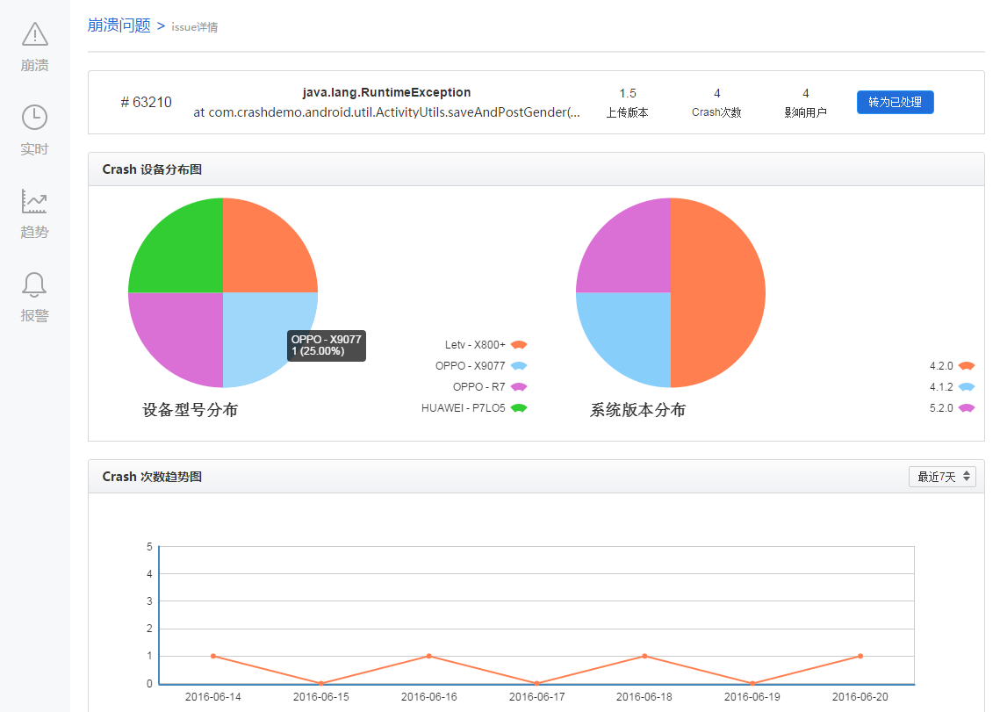 崩溃
实时
趋势
报警
崩溃问题 > issue详情
# 63210
java.lang.RuntimeException
at com.crashdemo.android.util.ActivityUtils.saveAndPostGender(...
1.5
上传版本
4
Crash次数
4
影响用户
转为已处理
Crash 设备分布图
OPPO - X9077
1 (25.00%)
设备型号分布
Letv - X800+
OPPO - X9077
OPPO - R7
HUAWEI - P7LO5
系统版本分布
4.2.0
4.1.2
5.2.0
Crash 次数趋势图
最近7天
5
4
3
2
1
0
2016-06-14 2016-06-15 2016-06-16 2016-06-17 2016-06-18 2016-06-19 2016-06-20